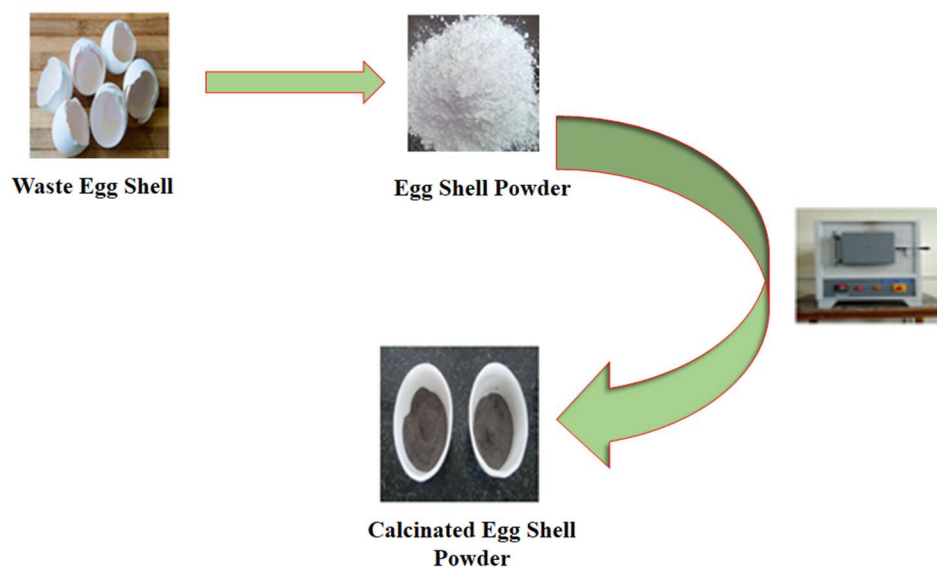 Waste Egg Shell
Egg Shell Powder
Calcinated Egg Shell
Powder